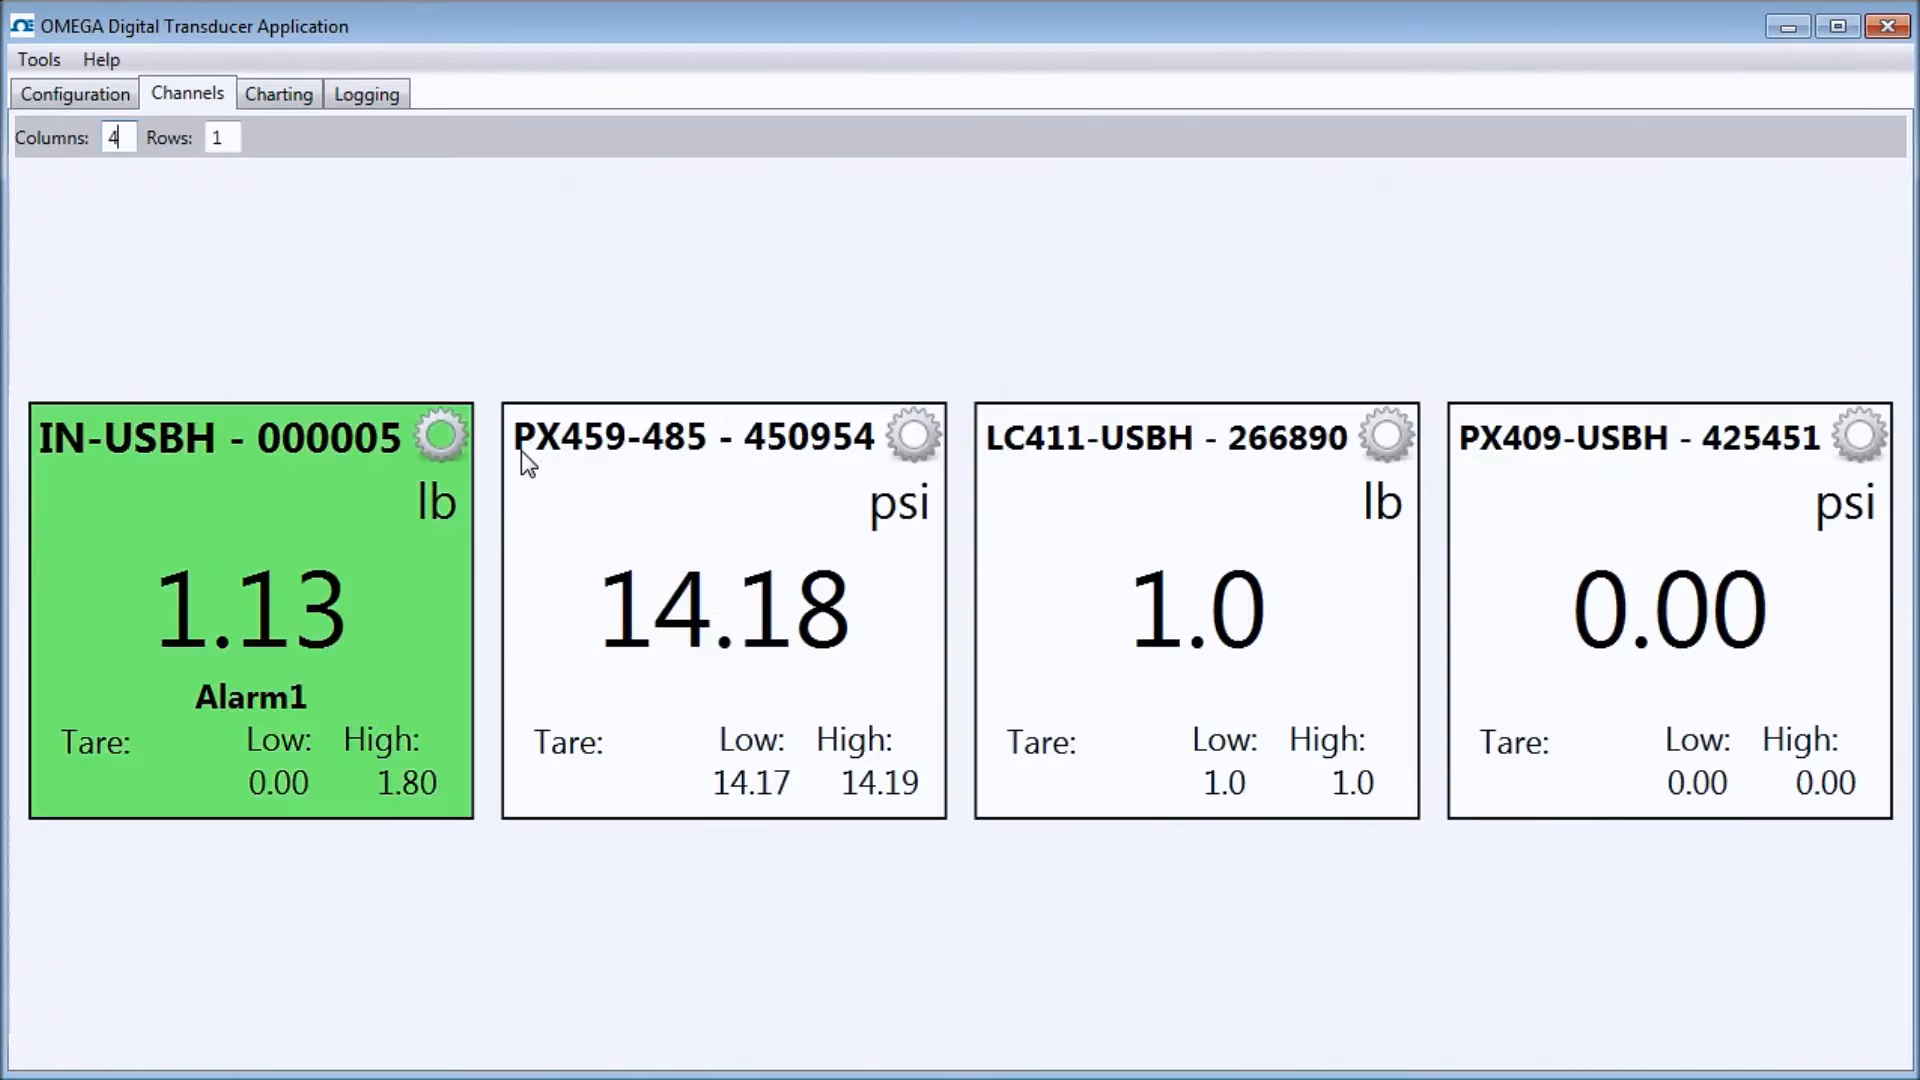 OMEGA Digital Transducer Application
Tools Help
Configuration Channels Charting Logging
Columns: 4 Rows: 1
IN-USBH - 000005
lb
1.13
Alarm1
Tare: Low: High:
0.00 1.80
PX459-485 - 450954
psi
14.18
Tare: Low: High:
14.17 14.19
LC411-USBH - 266890
lb
1.0
Tare: Low: High:
1.0 1.0
PX409-USBH - 425451
psi
0.00
Tare: Low: High:
0.00 0.00